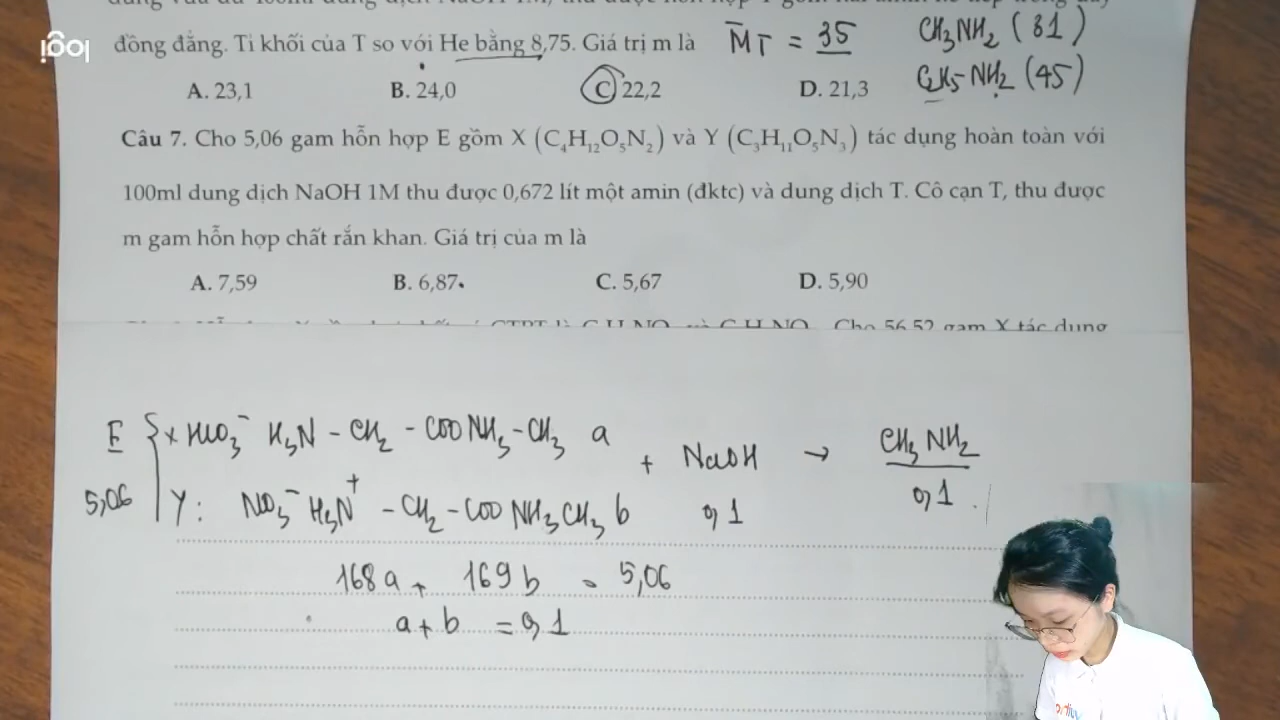 đồng đẳng. Tỉ khối của T so với He bằng 8,75. Giá trị m là M̄T = 35 CH3NH2 (31)
C2H5-NH2 (45)
A. 23,1 B. 24,0 C 22,2 D. 21,3
Câu 7. Cho 5,06 gam hỗn hợp E gồm X (C₄H₁₂O₅N₂) và Y (C₃H₁₁O₅N₃) tác dụng hoàn toàn với
100ml dung dịch NaOH 1M thu được 0,672 lít một amin (đktc) và dung dịch T. Cô cạn T, thu được
m gam hỗn hợp chất rắn khan. Giá trị của m là
A. 7,59 B. 6,87 C. 5,67 D. 5,90
E { X HCO3⁻ H3N - CH2 - COONH3-CH3 a + NaOH → CH3NH2
5,06 Y: NO3⁻ H3N⁺ - CH2 - COONH3CH3 b 0,1 0,1
168a + 169b = 5,06
a + b = 0,1